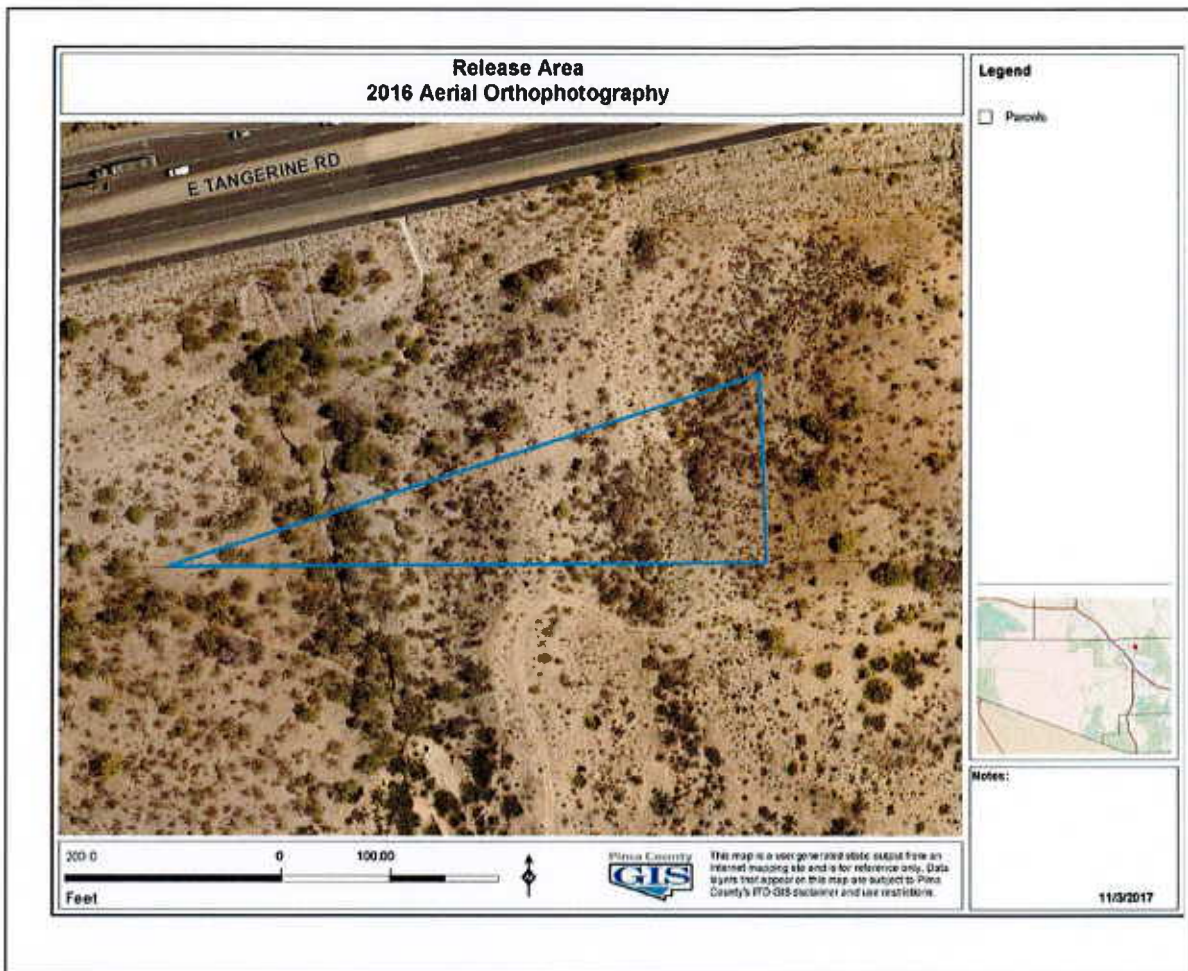 Release Area
2016 Aerial Orthophotography
E TANGERINE RD
Legend
Parcels
Notes:
11/3/2017
200 0
0
100.00
Feet
Pima County
GIS
This map is a user generated static output from an
Internet mapping site and is for reference only. Data
layers that appear on this map are subject to Pima
County's ITD GIS disclaimer and use restrictions.